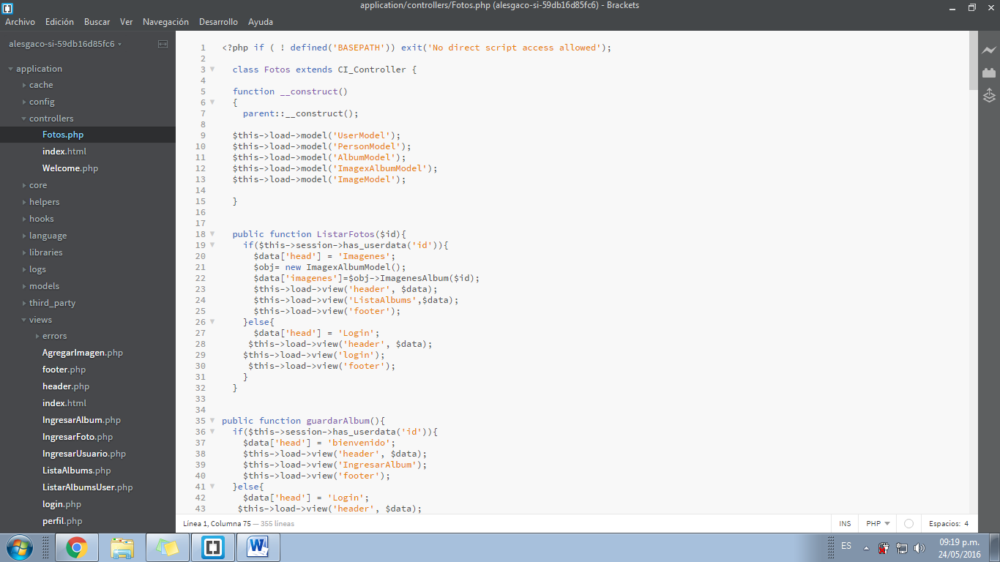 application/controllers/Fotos.php (alesgaco-si-59db16d85fc6) - Brackets
Archivo Edición Buscar Ver Navegación Desarrollo Ayuda
alesgaco-si-59db16d85fc6
application
cache
config
controllers
Fotos.php
index.html
Welcome.php
core
helpers
hooks
language
libraries
logs
models
third_party
views
errors
AgregarImagen.php
footer.php
header.php
index.html
IngresarAlbum.php
IngresarFoto.php
IngresarUsuario.php
ListaAlbums.php
ListarAlbumsUser.php
login.php
perfil.php
1 <?php if ( ! defined('BASEPATH')) exit('No direct script access allowed');
2
3 class Fotos extends CI_Controller {
4
5 function __construct()
6 {
7 parent::__construct();
8
9 $this->load->model('UserModel');
10 $this->load->model('PersonModel');
11 $this->load->model('AlbumModel');
12 $this->load->model('ImagexAlbumModel');
13 $this->load->model('ImageModel');
14
15 }
16
17
18 public function ListarFotos($id){
19 if($this->session->has_userdata('id')){
20 $data['head'] = 'Imagenes';
21 $obj= new ImagexAlbumModel();
22 $data['imagenes']=$obj->ImagenesAlbum($id);
23 $this->load->view('header', $data);
24 $this->load->view('ListaAlbums',$data);
25 $this->load->view('footer');
26 }else{
27 $data['head'] = 'Login';
28 $this->load->view('header', $data);
29 $this->load->view('login');
30 $this->load->view('footer');
31 }
32 }
33
34
35 public function guardarAlbum(){
36 if($this->session->has_userdata('id')){
37 $data['head'] = 'bienvenido';
38 $this->load->view('header', $data);
39 $this->load->view('IngresarAlbum');
40 $this->load->view('footer');
41 }else{
42 $data['head'] = 'Login';
43 $this->load->view('header', $data);
Línea 1, Columna 75 — 355 líneas INS PHP Espacios: 4
ES 09:19 p.m.
24/05/2016